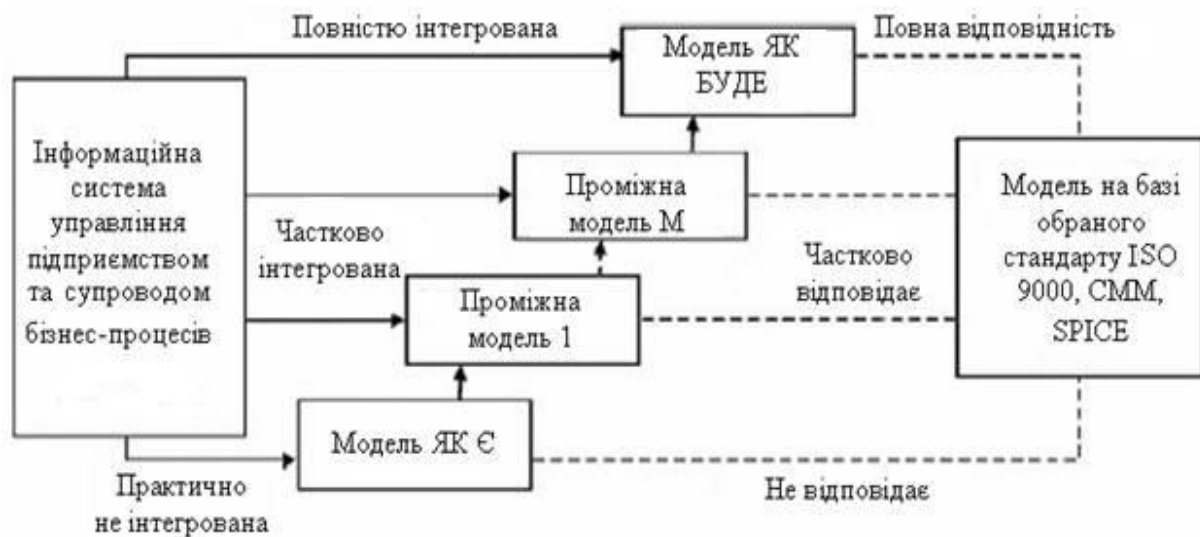 Повністю інтегрована
Модель ЯК
БУДЕ
Повна відповідність
Інформаційна
система
управління
підприємством
та супроводом
бізнес-процесів
Проміжна
модель М
Модель на базі
обраного
стандарту ISO
9000, СММ,
SPICE
Частково
інтегрована
Частково
відповідає
Проміжна
модель 1
Модель ЯК Є
Практично
не інтегрована
Не відповідає